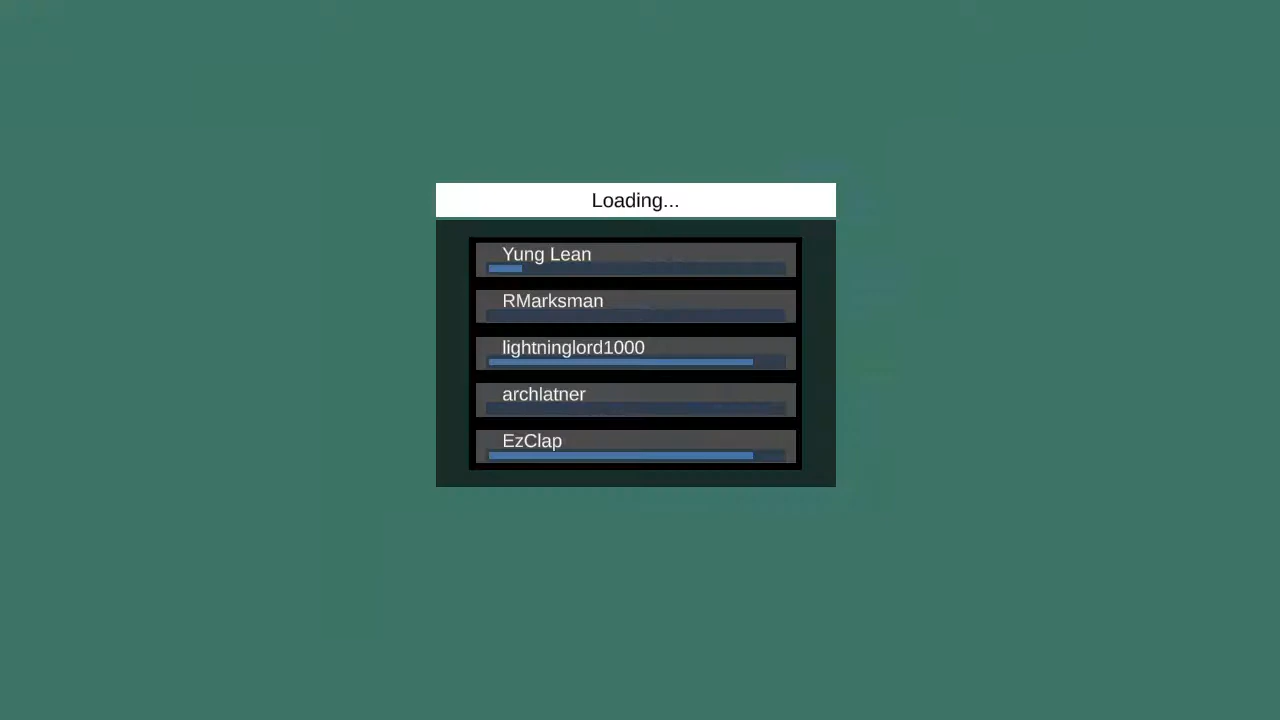 Loading...
Yung Lean
RMarksman
lightninglord1000
archlatner
EzClap